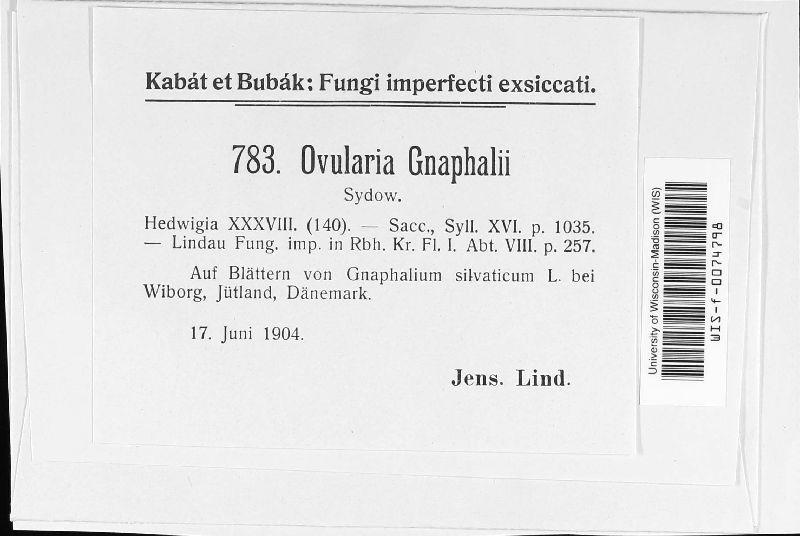 Kabát et Bubák: Fungi imperfecti exsiccati.
783. Ovularia Gnaphalii
Sydow.
Hedwigia XXXVIII. (140). — Sacc., Syll. XVI. p. 1035.
— Lindau Fung. imp. in Rbh. Kr. Fl. I. Abt. VIII. p. 257.
Auf Blättern von Gnaphalium silvaticum L. bei
Wiborg, Jütland, Dänemark.
17. Juni 1904.
Jens. Lind.
University of Wisconsin-Madison (WIS)
WIS-f-0074798